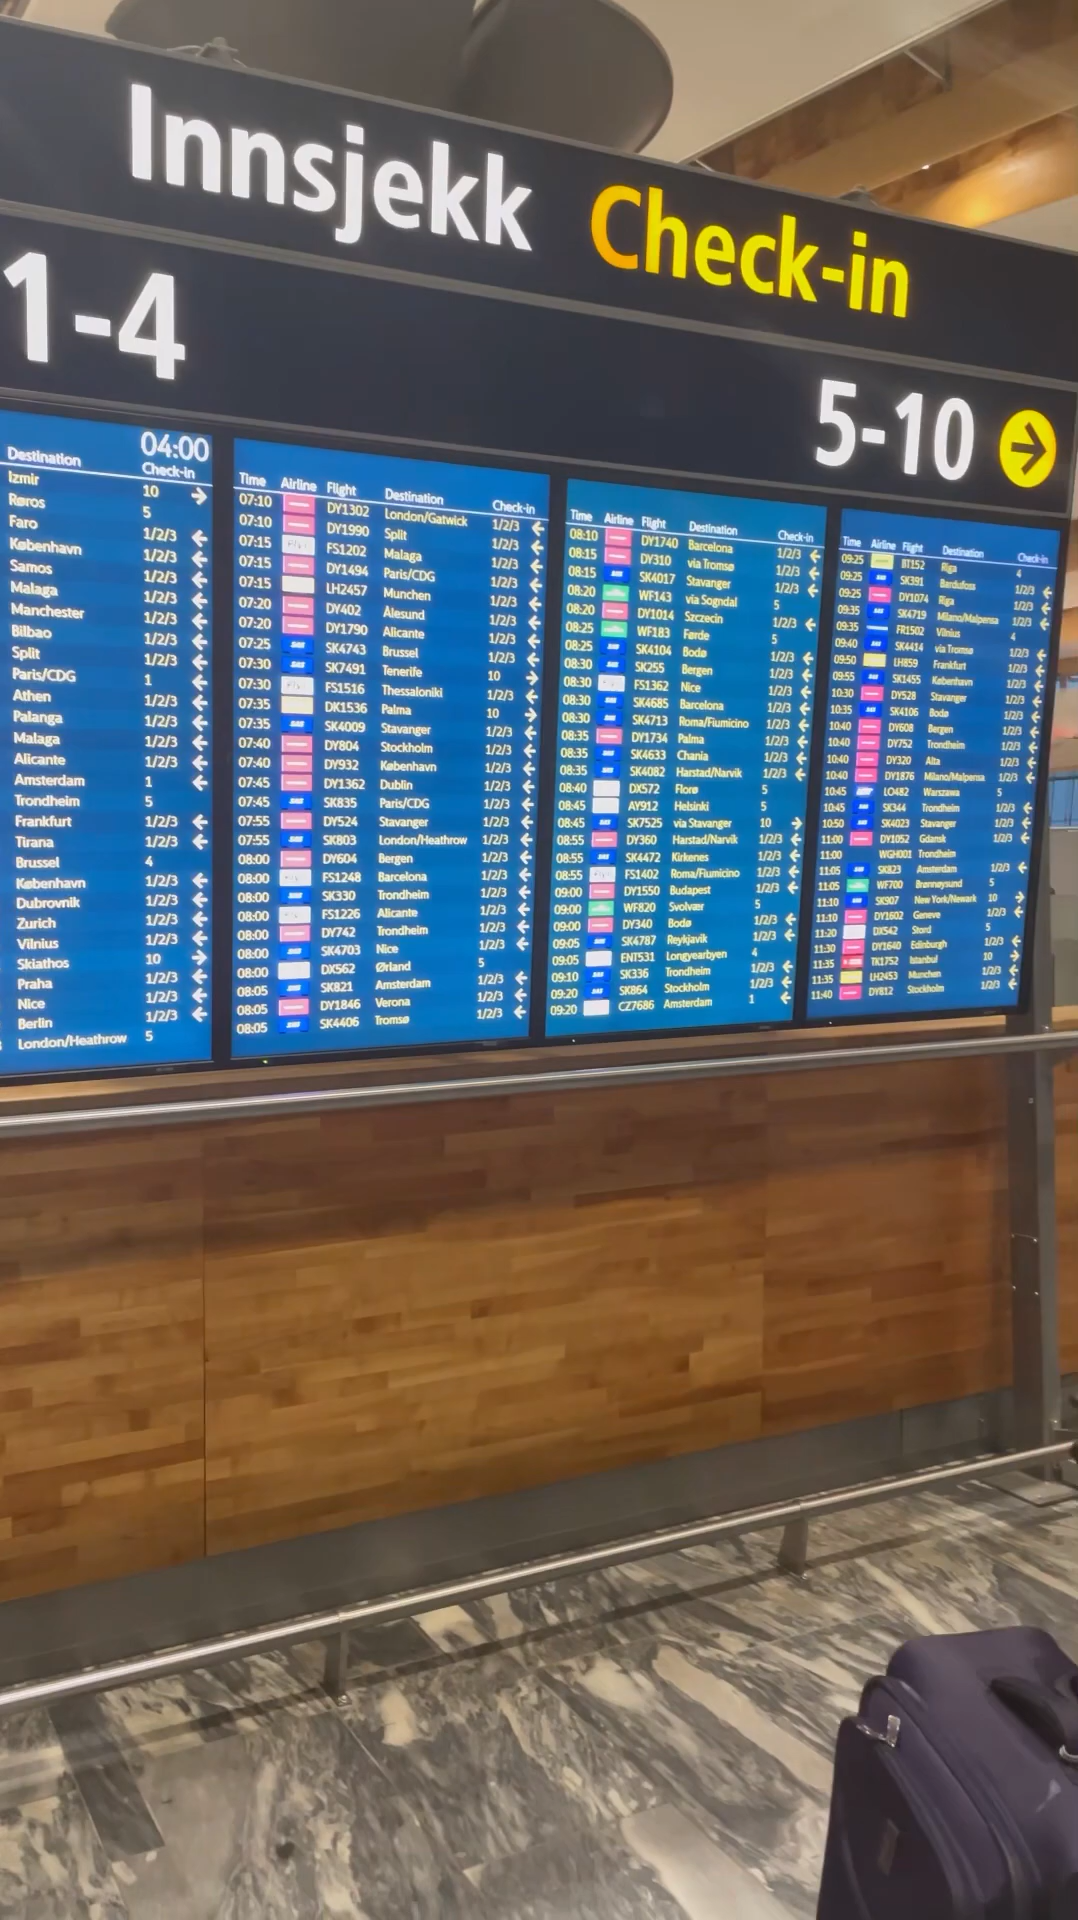 Innsjekk Check-in
1-4
5-10 →
04:00
Destination Check-in
Izmir 10 →
Røros 5
Faro 1/2/3 ←
København 1/2/3 ←
Samos 1/2/3 ←
Malaga 1/2/3 ←
Manchester 1/2/3 ←
Bilbao 1/2/3 ←
Split 1/2/3 ←
Paris/CDG 1 ←
Athen 1/2/3 ←
Palanga 1/2/3 ←
Malaga 1/2/3 ←
Alicante 1/2/3 ←
Amsterdam 1 ←
Trondheim 5
Frankfurt 1/2/3 ←
Tirana 1/2/3 ←
Brussel 4
København 1/2/3 ←
Dubrovnik 1/2/3 ←
Zurich 1/2/3 ←
Vilnius 1/2/3 ←
Skiathos 10 →
Praha 1/2/3 ←
Nice 1/2/3 ←
Berlin 1/2/3 ←
London/Heathrow 5
Time Airline Flight Destination Check-in
07:10 DY1302 London/Gatwick 1/2/3 ←
07:10 DY1990 Split 1/2/3 ←
07:15 FS1202 Malaga 1/2/3 ←
07:15 DY1494 Paris/CDG 1/2/3 ←
07:15 LH2457 Munchen 1/2/3 ←
07:20 DY402 Ålesund 1/2/3 ←
07:20 DY1790 Alicante 1/2/3 ←
07:25 SAS SK4743 Brussel 1/2/3 ←
07:30 SAS SK7491 Tenerife 10 →
07:30 FS1516 Thessaloniki 1/2/3 ←
07:35 DK1536 Palma 10 →
07:35 SAS SK4009 Stavanger 1/2/3 ←
07:40 DY804 Stockholm 1/2/3 ←
07:40 DY932 København 1/2/3 ←
07:45 DY1362 Dublin 1/2/3 ←
07:45 SAS SK835 Paris/CDG 1/2/3 ←
07:55 DY524 Stavanger 1/2/3 ←
07:55 SAS SK803 London/Heathrow 1/2/3 ←
08:00 DY604 Bergen 1/2/3 ←
08:00 FS1248 Barcelona 1/2/3 ←
08:00 SAS SK330 Trondheim 1/2/3 ←
08:00 FS1226 Alicante 1/2/3 ←
08:00 DY742 Trondheim 1/2/3 ←
08:00 SAS SK4703 Nice 1/2/3 ←
08:00 DX562 Ørland 5
08:05 SAS SK821 Amsterdam 1/2/3 ←
08:05 DY1846 Verona 1/2/3 ←
08:05 SAS SK4406 Tromsø 1/2/3 ←
Time Airline Flight Destination Check-in
08:10 DY1740 Barcelona 1/2/3 ←
08:15 DY310 via Tromsø 1/2/3 ←
08:15 SAS SK4017 Stavanger 1/2/3 ←
08:20 WF143 via Sogndal 5
08:20 DY1014 Szczecin 1/2/3 ←
08:25 WF183 Førde 5
08:25 SAS SK4104 Bodø 1/2/3 ←
08:30 SAS SK255 Bergen 1/2/3 ←
08:30 FS1362 Nice 1/2/3 ←
08:30 SAS SK4685 Barcelona 1/2/3 ←
08:30 SAS SK4713 Roma/Fiumicino 1/2/3 ←
08:35 DY1734 Palma 1/2/3 ←
08:35 SAS SK4633 Chania 1/2/3 ←
08:35 SAS SK4082 Harstad/Narvik 1/2/3 ←
08:40 DX572 Florø 5
08:45 AY912 Helsinki 5
08:45 SAS SK7525 via Stavanger 10 →
08:55 DY360 Harstad/Narvik 1/2/3 ←
08:55 SAS SK4472 Kirkenes 1/2/3 ←
08:55 FS1402 Roma/Fiumicino 1/2/3 ←
09:00 DY1550 Budapest 1/2/3 ←
09:00 WF820 Svolvær 5
09:00 DY340 Bodø 1/2/3 ←
09:05 SAS SK4787 Reykjavik 1/2/3 ←
09:05 ENT531 Longyearbyen 4
09:10 SAS SK336 Trondheim 1/2/3 ←
09:20 SAS SK864 Stockholm 1/2/3 ←
09:20 CZ7686 Amsterdam 1 ←
Time Airline Flight Destination Check-in
09:25 BT152 Riga 4
09:25 SAS SK391 Bardufoss 1/2/3 ←
09:25 DY1074 Riga 1/2/3 ←
09:35 SAS SK4719 Milano/Malpensa 1/2/3 ←
09:35 FR1502 Vilnius 4
09:40 SAS SK4414 via Tromsø 1/2/3 ←
09:50 LH859 Frankfurt 1/2/3 ←
09:55 SAS SK1455 København 1/2/3 ←
10:30 DY528 Stavanger 1/2/3 ←
10:35 SAS SK4106 Bodø 1/2/3 ←
10:40 DY608 Bergen 1/2/3 ←
10:40 DY752 Trondheim 1/2/3 ←
10:40 DY320 Alta 1/2/3 ←
10:40 DY1876 Milano/Malpensa 1/2/3 ←
10:45 LO482 Warszawa 5
10:45 SAS SK344 Trondheim 1/2/3 ←
10:50 SAS SK4023 Stavanger 1/2/3 ←
11:00 DY1052 Gdansk 1/2/3 ←
11:00 WGH001 Trondheim
11:05 SAS SK823 Amsterdam 1/2/3 ←
11:05 WF700 Brønnøysund 5
11:10 SAS SK907 New York/Newark 10 →
11:10 DY1602 Geneve 1/2/3 ←
11:20 DX542 Stord 5
11:30 DY1640 Edinburgh 1/2/3 ←
11:35 TK1752 Istanbul 10 →
11:35 LH2453 Munchen 1/2/3 ←
11:40 DY812 Stockholm 1/2/3 ←